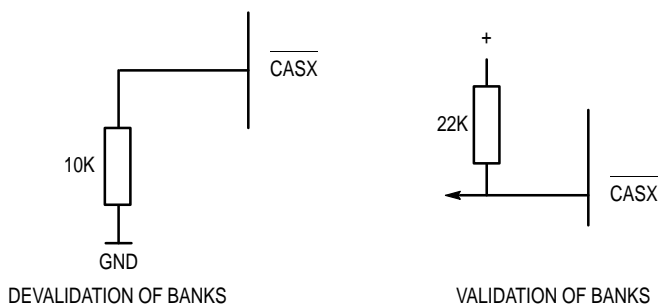 CASX
10K
GND
DEVALIDATION OF BANKS
+
22K
CASX
VALIDATION OF BANKS